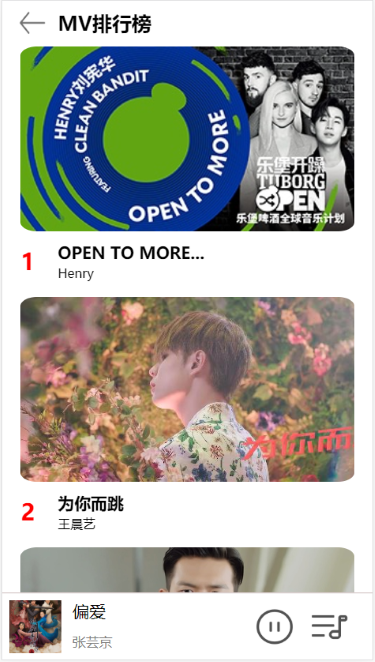 MV排行榜
HENRY刘宪华
FEATURING
CLEAN BANDIT
OPEN TO MORE
乐堡开躁
TUBORG
OPEN
乐堡啤酒全球音乐计划
1
OPEN TO MORE...
Henry
为你而
2
为你而跳
王晨艺
偏爱
张芸京